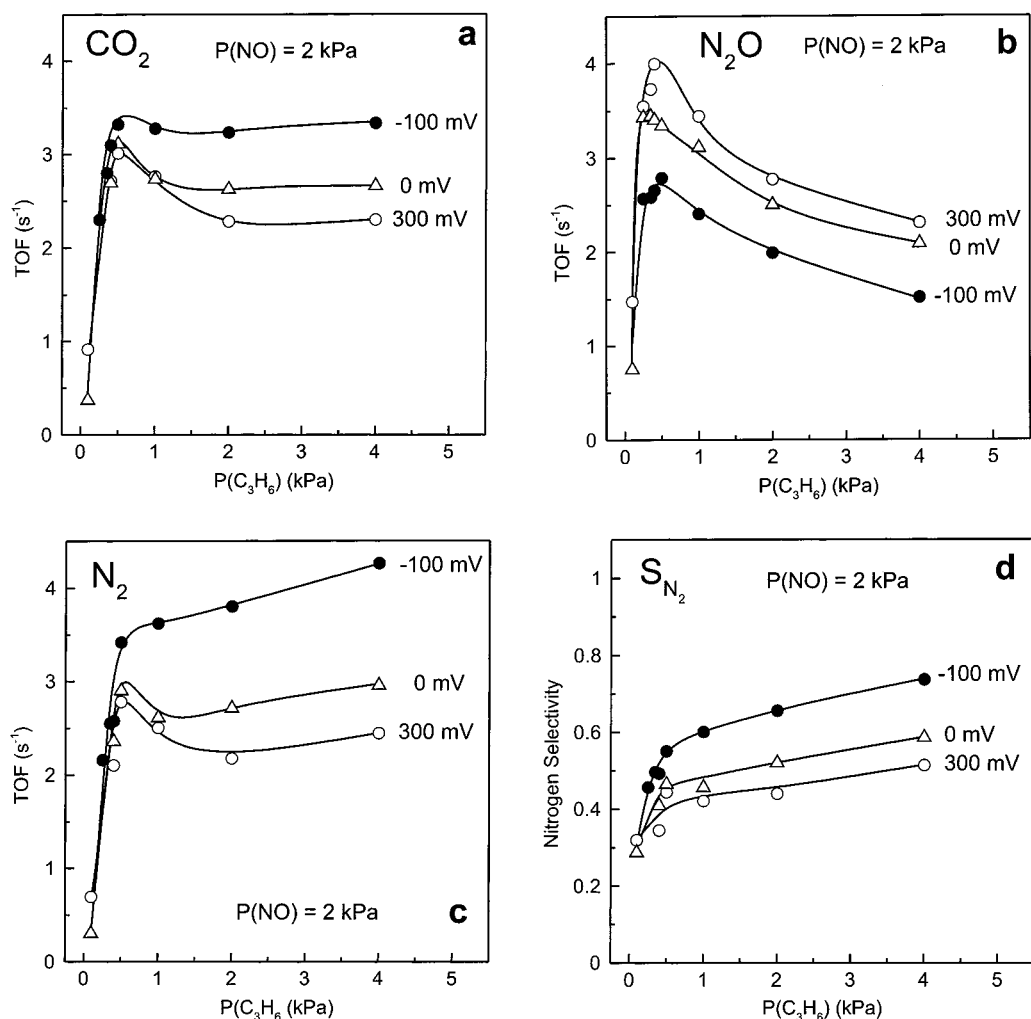 CO2
P(NO) = 2 kPa
a
4
3
2
1
0
TOF (s-1)
-100 mV
0 mV
300 mV
0 1 2 3 4 5
P(C3H6) (kPa)
N2O
P(NO) = 2 kPa
b
4
3
2
1
0
TOF (s-1)
300 mV
0 mV
-100 mV
0 1 2 3 4 5
P(C3H6) (kPa)
N2
4
3
2
1
0
TOF (s-1)
-100 mV
0 mV
300 mV
P(NO) = 2 kPa
c
0 1 2 3 4 5
P(C3H6 (kPa)
SN2
P(NO) = 2 kPa
d
1
0.8
0.6
0.4
0.2
0
Nitrogen Selectivity
-100 mV
0 mV
300 mV
0 1 2 3 4 5
P(C3H6) (kPa)